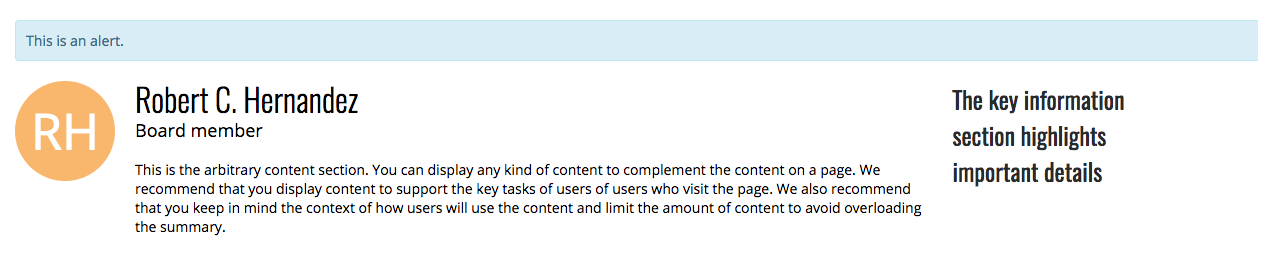 This is an alert.
RH
Robert C. Hernandez
Board member
This is the arbitrary content section. You can display any kind of content to complement the content on a page. We
recommend that you display content to support the key tasks of users of users who visit the page. We also recommend
that you keep in mind the context of how users will use the content and limit the amount of content to avoid overloading
the summary.
The key information
section highlights
important details